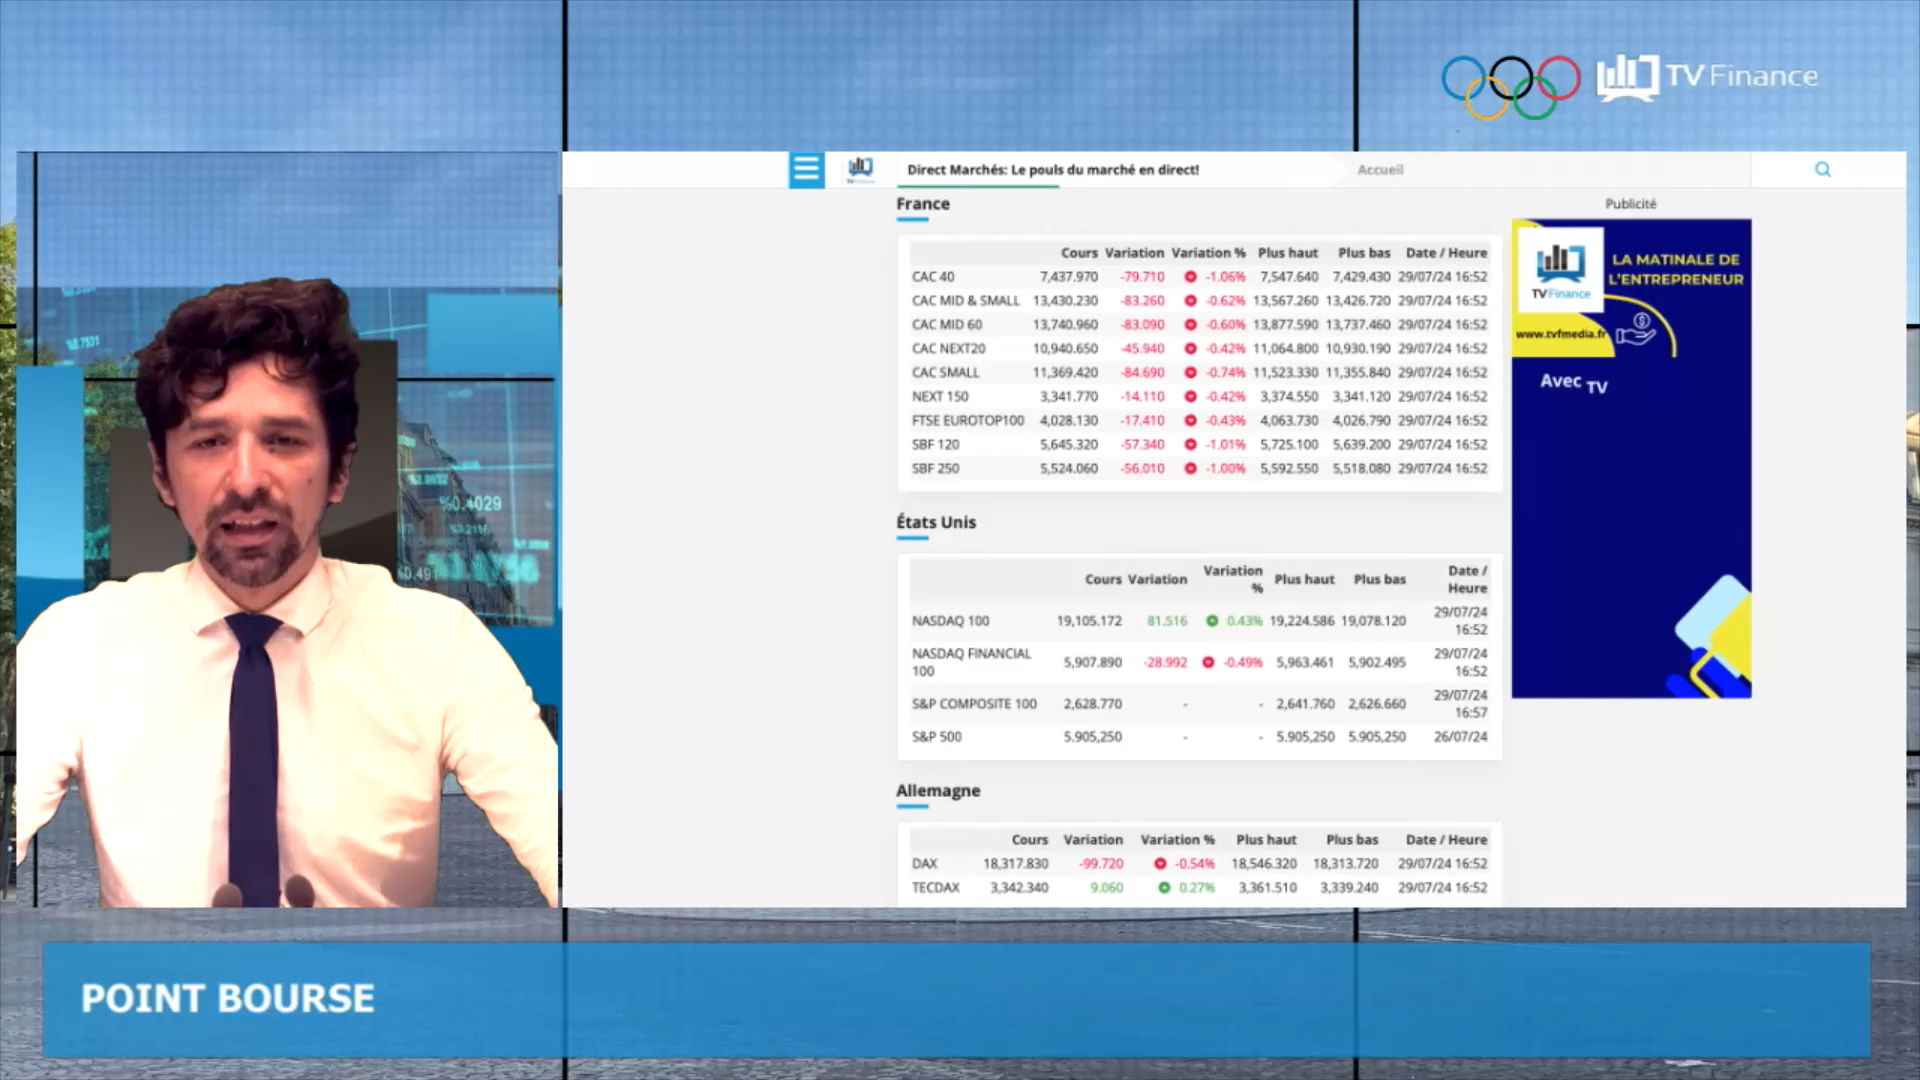 TV Finance
Direct Marchés: Le pouls du marché en direct!
Accueil
France
Publicité
Cours Variation Variation % Plus haut Plus bas Date / Heure
CAC 40 7,437.970 -79.710 -1.06% 7,547.640 7,429.430 29/07/24 16:52
CAC MID & SMALL 13,430.230 -83.260 -0.62% 13,567.260 13,426.720 29/07/24 16:52
CAC MID 60 13,740.960 -83.090 -0.60% 13,877.590 13,737.460 29/07/24 16:52
CAC NEXT20 10,940.650 -45.940 -0.42% 11,064.800 10,930.190 29/07/24 16:52
CAC SMALL 11,369.420 -84.690 -0.74% 11,523.330 11,355.840 29/07/24 16:52
NEXT 150 3,341.770 -14.110 -0.42% 3,374.550 3,341.120 29/07/24 16:52
FTSE EUROTOP100 4,028.130 -17.410 -0.43% 4,063.730 4,026.790 29/07/24 16:52
SBF 120 5,645.320 -57.340 -1.01% 5,725.100 5,639.200 29/07/24 16:52
SBF 250 5,524.060 -56.010 -1.00% 5,592.550 5,518.080 29/07/24 16:52
TV Finance
LA MATINALE DE
L'ENTREPRENEUR
www.tvfmedia.fr
Avec TV
%0.4029
États Unis
Cours Variation Variation % Plus haut Plus bas Date / Heure
NASDAQ 100 19,105.172 81.516 0.43% 19,224.586 19,078.120 29/07/24 16:52
NASDAQ FINANCIAL 100 5,907.890 -28.992 -0.49% 5,963.461 5,902.495 29/07/24 16:52
S&P COMPOSITE 100 2,628.770 - - 2,641.760 2,626.660 29/07/24 16:57
S&P 500 5.905,250 - - 5.905,250 5.905,250 26/07/24
Allemagne
Cours Variation Variation % Plus haut Plus bas Date / Heure
DAX 18,317.830 -99.720 -0.54% 18,546.320 18,313.720 29/07/24 16:52
TECDAX 3,342.340 9.060 0.27% 3,361.510 3,339.240 29/07/24 16:52
POINT BOURSE